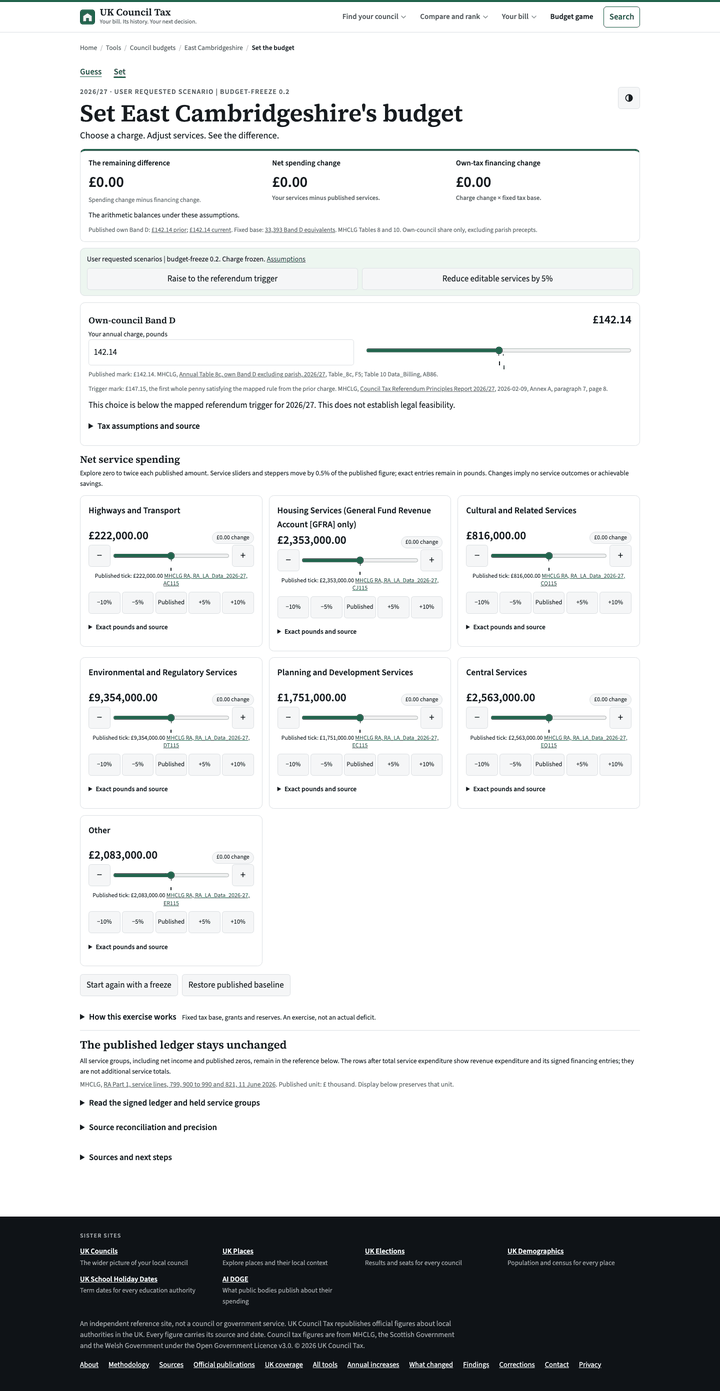 UK Council Tax
Your bill. Its history. Your next decision.
Find your council
Compare and rank
Your bill
Budget game
Search
Home / Tools / Council budgets / East Cambridgeshire / Set the budget
Guess Set
2026/27 · USER REQUESTED SCENARIO | BUDGET-FREEZE 0.2
Set East Cambridgeshire's budget
Choose a charge. Adjust services. See the difference.
The remaining difference
£0.00
Spending change minus financing change.
Net spending change
£0.00
Your services minus published services.
Own-tax financing change
£0.00
Charge change × fixed tax base.
The arithmetic balances under these assumptions.
Published own Band D: £142.14 prior; £142.14 current. Fixed base: 33,393 Band D equivalents. MHCLG Tables 8 and 10. Own-council share only, excluding parish precepts.
User requested scenarios | budget-freeze 0.2. Charge frozen. Assumptions
Raise to the referendum trigger
Reduce editable services by 5%
Own-council Band D
£142.14
Your annual charge, pounds
142.14
Published mark: £142.14. MHCLG, Annual Table 8c, own Band D excluding parish, 2026/27, Table_8c, F5; Table 10 Data_Billing, AB86.
Trigger mark: £147.15, the first whole penny satisfying the mapped rule from the prior charge. MHCLG, Council Tax Referendum Principles Report 2026/27, 2026-02-09, Annex A, paragraph 7, page 8.
This choice is below the mapped referendum trigger for 2026/27. This does not establish legal feasibility.
Tax assumptions and source
Net service spending
Explore zero to twice each published amount. Service sliders and steppers move by 0.5% of the published figure; exact entries remain in pounds. Changes imply no service outcomes or achievable
savings.
Highways and Transport
£222,000.00
£0.00 change
− +
Published tick: £222,000.00 MHCLG RA, RA_LA_Data_2026-27,
AC115
−10% −5% Published +5% +10%
Exact pounds and source
Housing Services (General Fund Revenue
Account [GFRA] only)
£2,353,000.00
£0.00 change
− +
Published tick: £2,353,000.00 MHCLG RA, RA_LA_Data_2026-27,
CJ115
−10% −5% Published +5% +10%
Exact pounds and source
Cultural and Related Services
£816,000.00
£0.00 change
− +
Published tick: £816,000.00 MHCLG RA, RA_LA_Data_2026-27,
CQ115
−10% −5% Published +5% +10%
Exact pounds and source
Environmental and Regulatory Services
£9,354,000.00
£0.00 change
− +
Published tick: £9,354,000.00 MHCLG RA, RA_LA_Data_2026-27,
DT115
−10% −5% Published +5% +10%
Exact pounds and source
Planning and Development Services
£1,751,000.00
£0.00 change
− +
Published tick: £1,751,000.00 MHCLG RA, RA_LA_Data_2026-27,
EC115
−10% −5% Published +5% +10%
Exact pounds and source
Central Services
£2,563,000.00
£0.00 change
− +
Published tick: £2,563,000.00 MHCLG RA, RA_LA_Data_2026-27,
EQ115
−10% −5% Published +5% +10%
Exact pounds and source
Other
£2,083,000.00
£0.00 change
− +
Published tick: £2,083,000.00 MHCLG RA, RA_LA_Data_2026-27,
ER115
−10% −5% Published +5% +10%
Exact pounds and source
Start again with a freeze
Restore published baseline
How this exercise works Fixed tax base, grants and reserves. An exercise, not an actual deficit.
The published ledger stays unchanged
All service groups, including net income and published zeros, remain in the reference below. The rows after total service expenditure show revenue expenditure and its signed financing entries; they
are not additional service totals.
MHCLG, RA Part 1, service lines, 799, 900 to 990 and 821, 11 June 2026. Published unit: £ thousand. Display below preserves that unit.
Read the signed ledger and held service groups
Source reconciliation and precision
Sources and next steps
SISTER SITES
UK Councils
The wider picture of your local council
UK Places
Explore places and their local context
UK Elections
Results and seats for every council
UK Demographics
Population and census for every place
UK School Holiday Dates
Term dates for every education authority
AI DOGE
What public bodies publish about their
spending
An independent reference site, not a council or government service. UK Council Tax republishes official figures about local
authorities in the UK. Every figure carries its source and date. Council tax figures are from MHCLG, the Scottish Government
and the Welsh Government under the Open Government Licence v3.0. © 2026 UK Council Tax.
About Methodology Sources Official publications UK coverage All tools Annual increases What changed Findings Corrections Contact Privacy